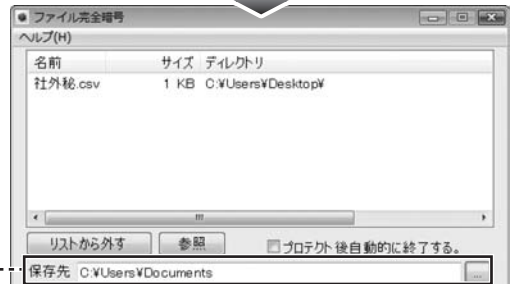 ファイル完全暗号
ヘルプ(H)
名前 サイズ ディレクトリ
社外秘.csv 1 KB C:¥Users¥Desktop¥
リストから外す 参照 プロテクト後自動的に終了する。
保存先 C:¥Users¥Documents ...